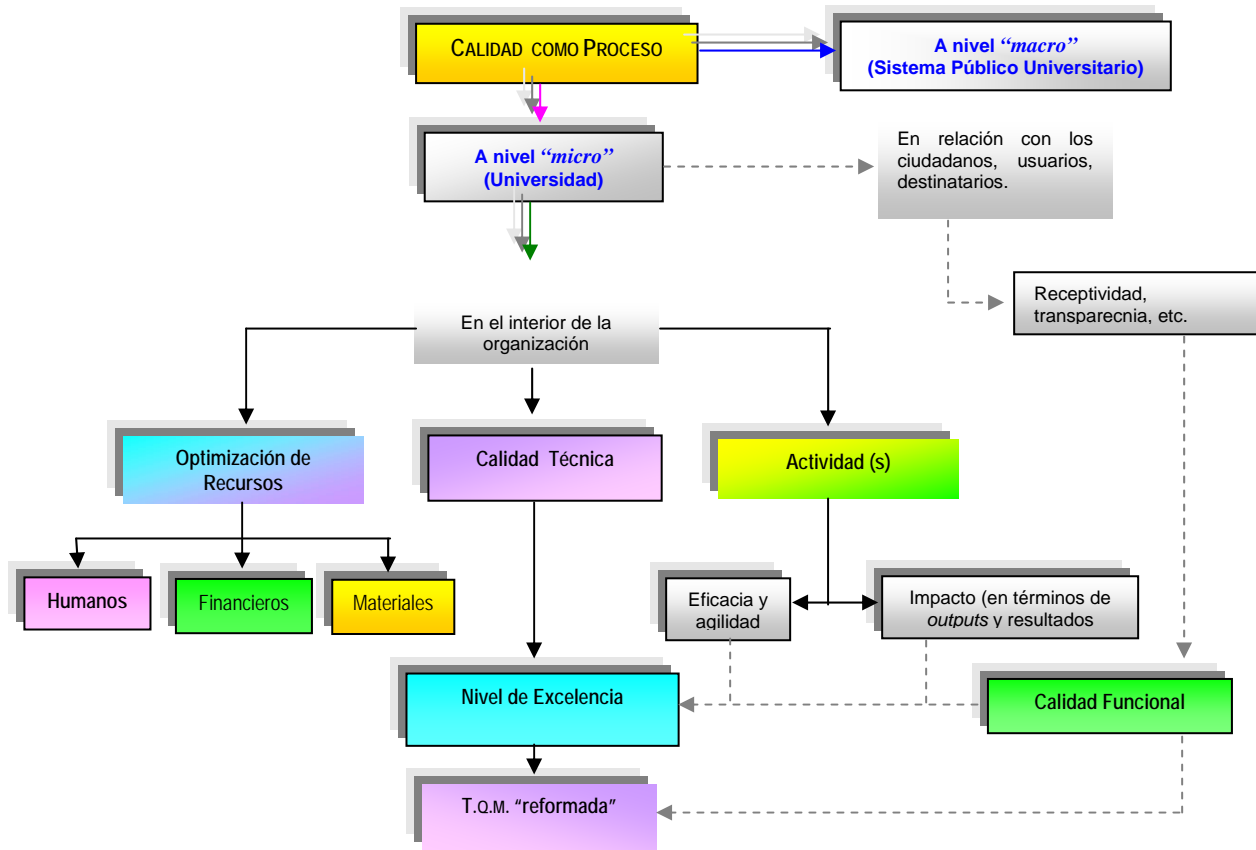 CALIDAD COMO PROCESO
A nivel “macro”
(Sistema Público Universitario)
A nivel “micro”
(Universidad)
En relación con los
ciudadanos, usuarios,
destinatarios.
Receptividad,
transparecnia, etc.
En el interior de la
organización
Optimización de
Recursos
Calidad Técnica
Actividad (s)
Humanos
Financieros
Materiales
Eficacia y
agilidad
Impacto (en términos de
outputs y resultados
Nivel de Excelencia
Calidad Funcional
T.Q.M. “reformada”